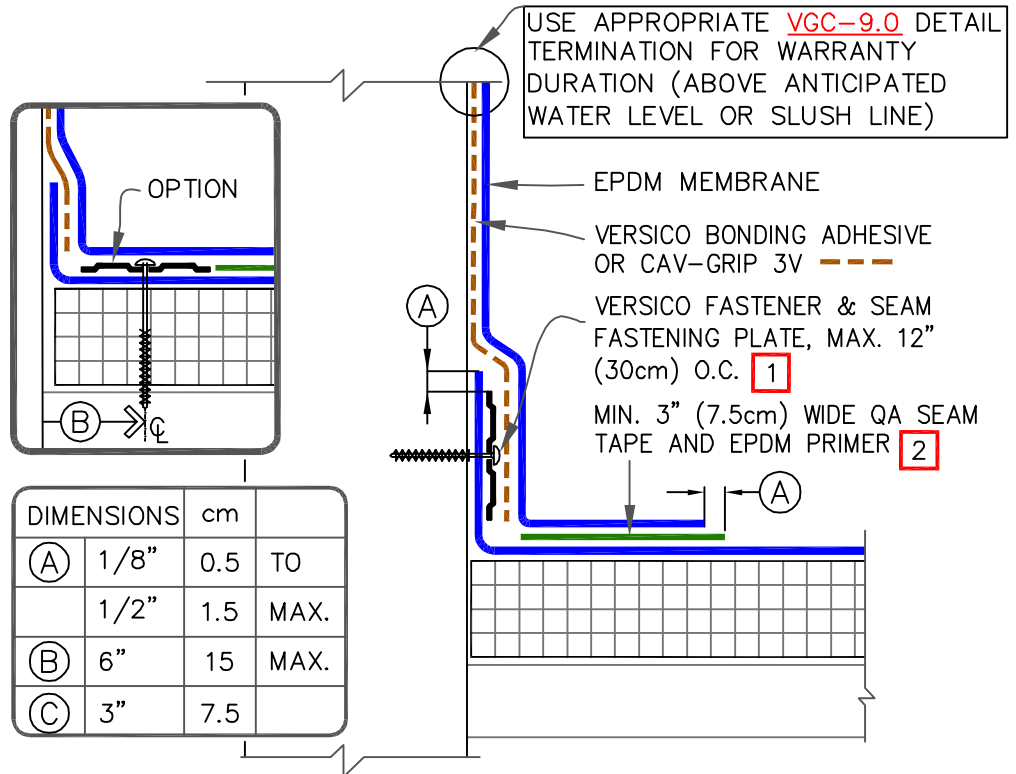 USE APPROPRIATE VGC-9.0 DETAIL
TERMINATION FOR WARRANTY
DURATION (ABOVE ANTICIPATED
WATER LEVEL OR SLUSH LINE)
OPTION
EPDM MEMBRANE
VERSICO BONDING ADHESIVE
OR CAV-GRIP 3V
A
VERSICO FASTENER & SEAM
FASTENING PLATE, MAX. 12"
(30cm) O.C. 1
MIN. 3" (7.5cm) WIDE QA SEAM
TAPE AND EPDM PRIMER 2
B
CL
A
DIMENSIONS cm
A 1/8" 0.5 TO
1/2" 1.5 MAX.
B 6" 15 MAX.
C 3" 7.5